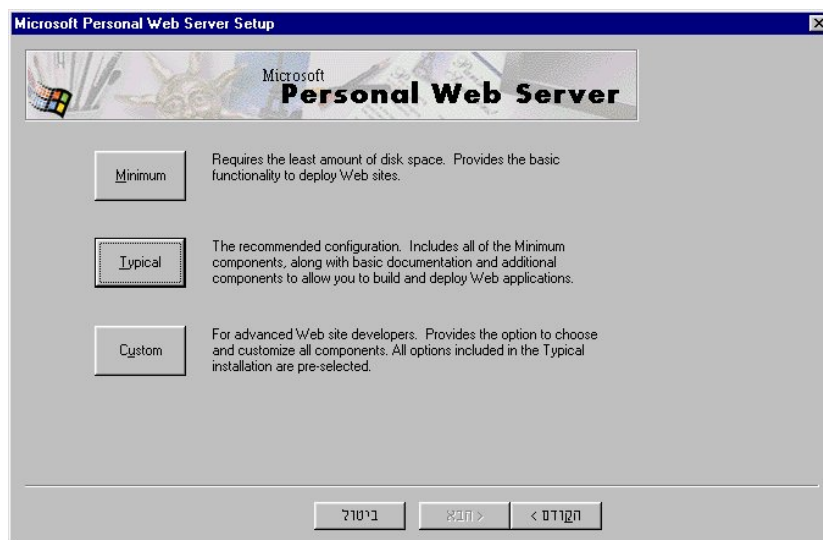 Microsoft Personal Web Server Setup
Microsoft
Personal Web Server
Minimum
Requires the least amount of disk space. Provides the basic
functionality to deploy Web sites.
Typical
The recommended configuration. Includes all of the Minimum
components, along with basic documentation and additional
components to allow you to build and deploy Web applications.
Custom
For advanced Web site developers. Provides the option to choose
and customize all components. All options included in the Typical
installation are pre-selected.
הקודם >
< הבא
ביטול